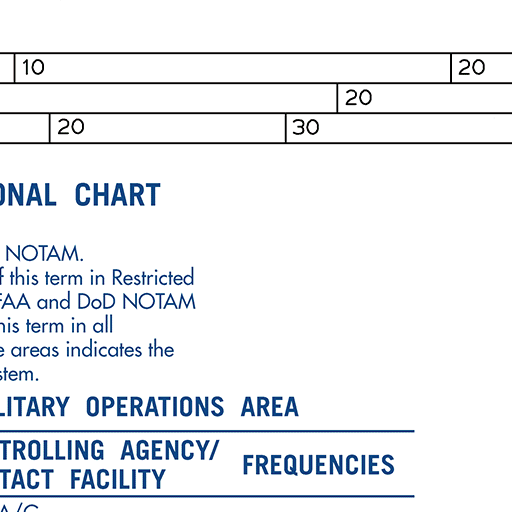 10 20
20
20 30
ONAL CHART
NOTAM.
f this term in Restricted
FAA and DoD NOTAM
his term in all
e areas indicates the
stem.
LITARY OPERATIONS AREA
TROLLING AGENCY/
TACT FACILITY
FREQUENCIES
A/G